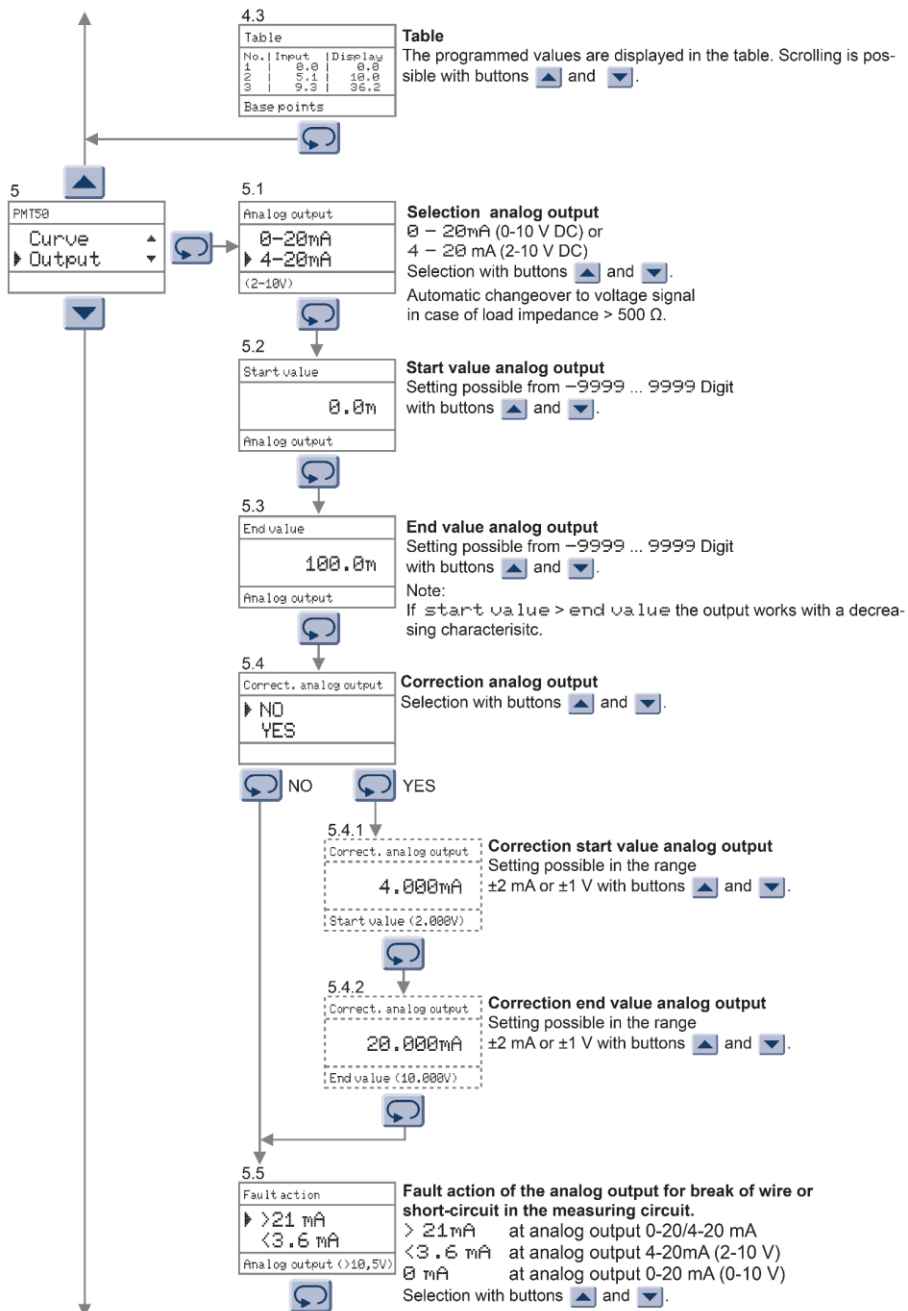 4.3
Table
No.|Input |Display
1 | 0.0 | 0.0
2 | 5.1 | 10.0
3 | 9.3 | 36.2
Base points
Table
The programmed values are displayed in the table. Scrolling is pos-
sible with buttons and .
5
PMT50
Curve
Output
5.1
Analog output
0-20mA
4-20mA
(2-10V)
Selection analog output
0 – 20mA (0-10 V DC) or
4 – 20 mA (2-10 V DC)
Selection with buttons and .
Automatic changeover to voltage signal
in case of load impedance > 500 Ω.
5.2
Start value
0.0m
Analog output
Start value analog output
Setting possible from –9999 ... 9999 Digit
with buttons and .
5.3
End value
100.0m
Analog output
End value analog output
Setting possible from –9999 ... 9999 Digit
with buttons and .
Note:
If start value > end value the output works with a decrea-
sing characterisitc.
5.4
Correct. analog output
NO
YES
Correction analog output
Selection with buttons and .
NO
YES
5.4.1
Correct. analog output
4.000mA
Start value (2.000V)
Correction start value analog output
Setting possible in the range
±2 mA or ±1 V with buttons and .
5.4.2
Correct. analog output
20.000mA
End value (10.000V)
Correction end value analog output
Setting possible in the range
±2 mA or ±1 V with buttons and .
5.5
Fault action
>21 mA
<3.6 mA
Analog output (>10,5V)
Fault action of the analog output for break of wire or
short-circuit in the measuring circuit.
> 21mA at analog output 0-20/4-20 mA
<3.6 mA at analog output 4-20mA (2-10 V)
0 mA at analog output 0-20 mA (0-10 V)
Selection with buttons and .